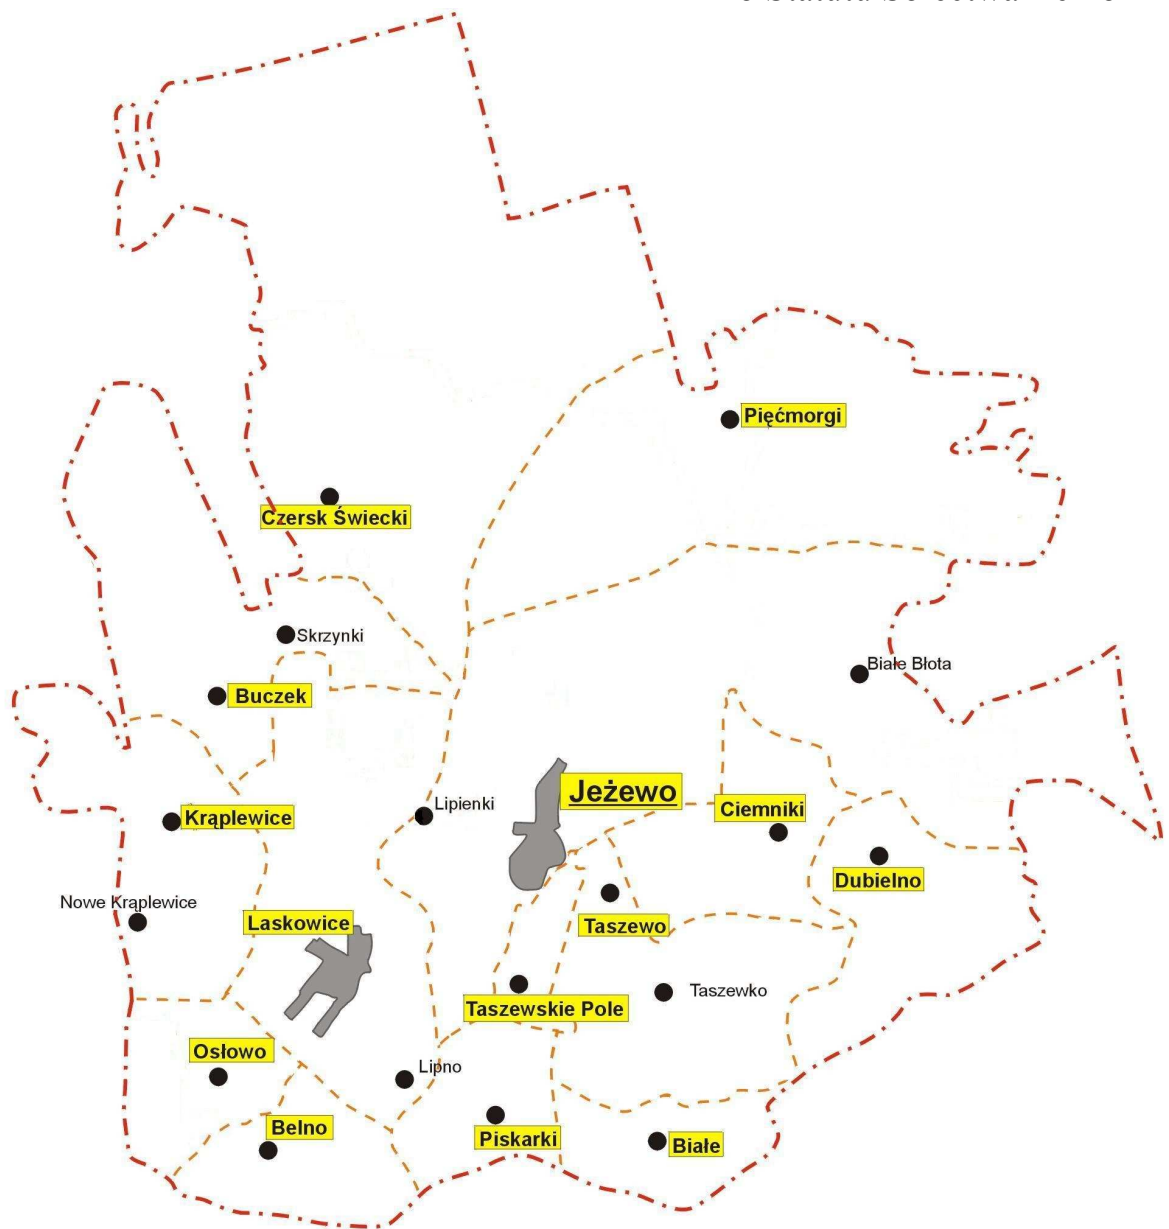 Pięćmorgi
Czersk Świecki
Skrzynki
Białe Błota
Buczek
Jeżewo
Lipienki
Ciemniki
Krąplewice
Dubielno
Nowe Krąplewice
Laskowice
Taszewo
Taszewko
Taszewskie Pole
Osłowo
Lipno
Belno
Piskarki
Białe